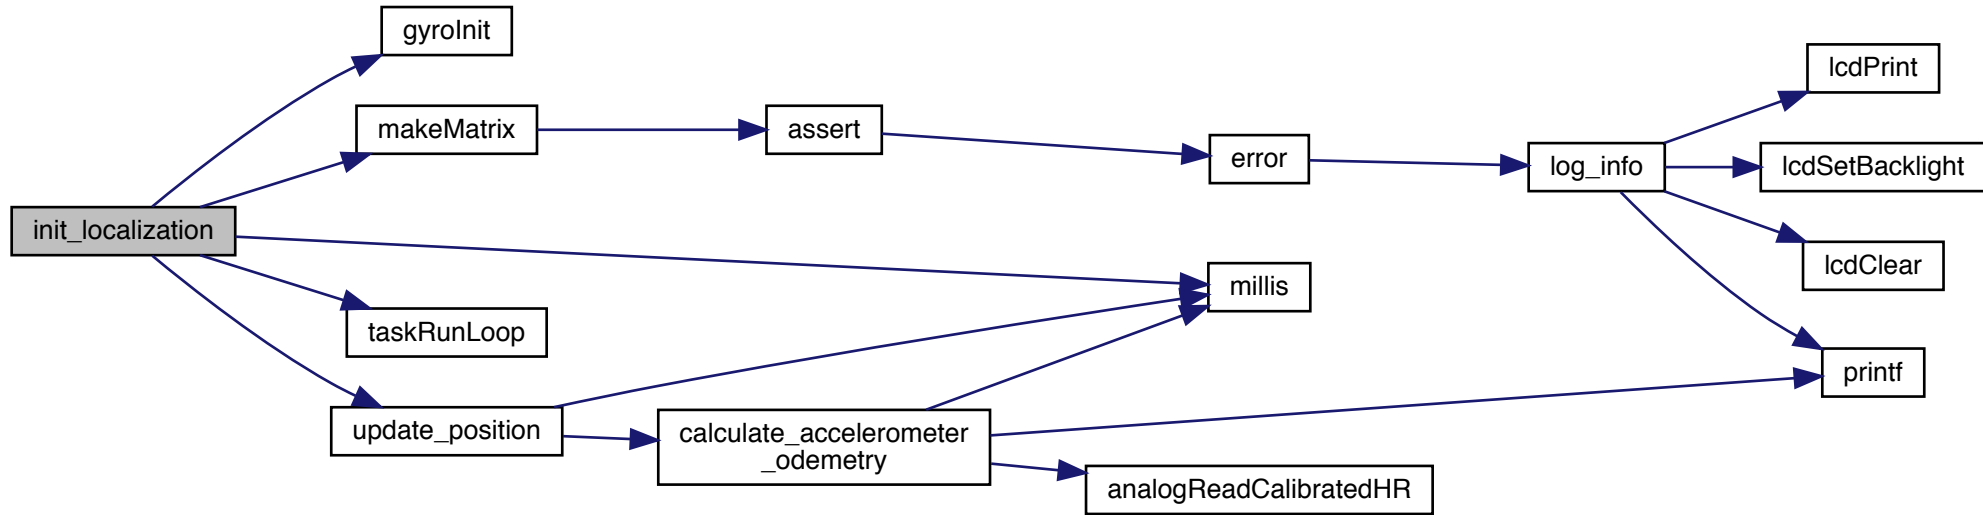 gyroInit
lcdPrint
makeMatrix
assert
error
log_info
lcdSetBacklight
init_localization
lcdClear
millis
taskRunLoop
printf
update_position
calculate_accelerometer
_odemetry
analogReadCalibratedHR